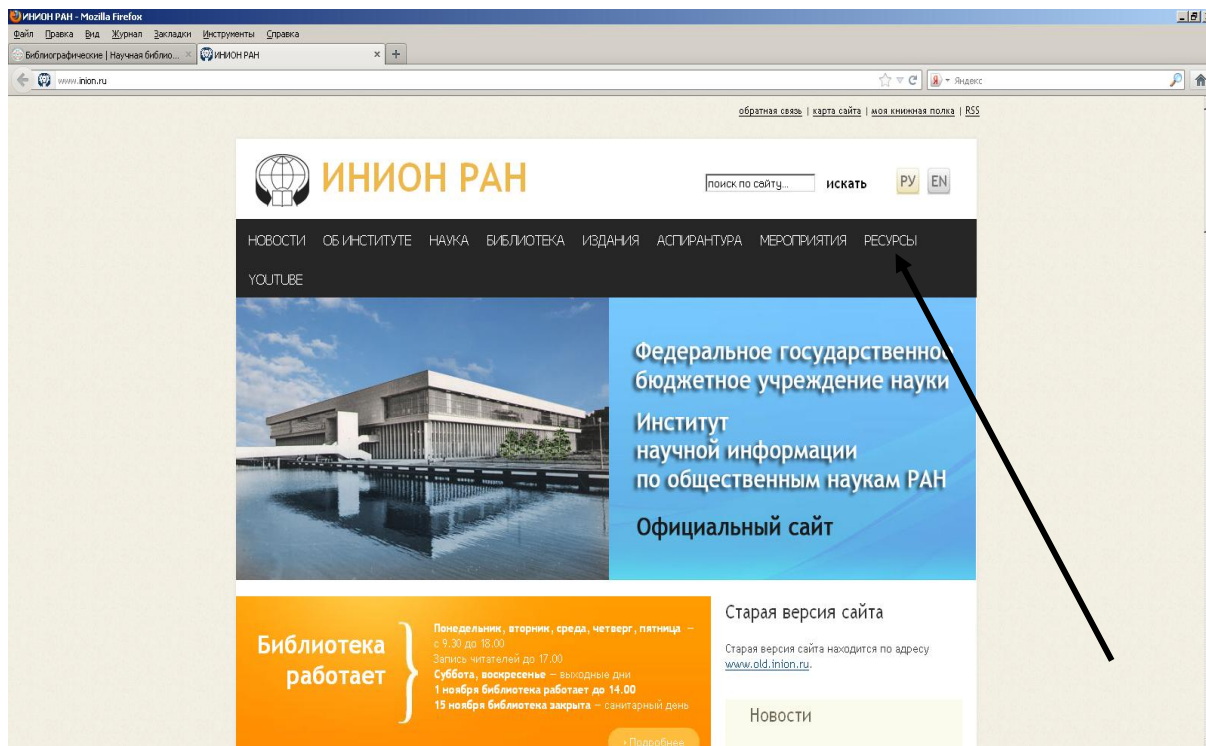 ИНИОН РАН - Mozilla Firefox
Файл Правка Вид Журнал Закладки Инструменты Справка
Библиографические | Научная библио... × ИНИОН РАН × +
www.inion.ru Яндекс
обратная связь | карта сайта | моя книжная полка | RSS
ИНИОН РАН поиск по сайту... искать РУ EN
НОВОСТИ ОБ ИНСТИТУТЕ НАУКА БИБЛИОТЕКА ИЗДАНИЯ АСПИРАНТУРА МЕРОПРИЯТИЯ РЕСУРСЫ
YOUTUBE
Федеральное государственное
бюджетное учреждение науки
Институт
научной информации
по общественным наукам РАН
Официальный сайт
Библиотека
работает
Понедельник, вторник, среда, четверг, пятница –
с 9.30 до 18.00
Запись читателей до 17.00
Суббота, воскресенье – выходные дни
1 ноября библиотека работает до 14.00
15 ноября библиотека закрыта – санитарный день
› Подробнее
Старая версия сайта
Старая версия сайта находится по адресу
www.old.inion.ru.
Новости